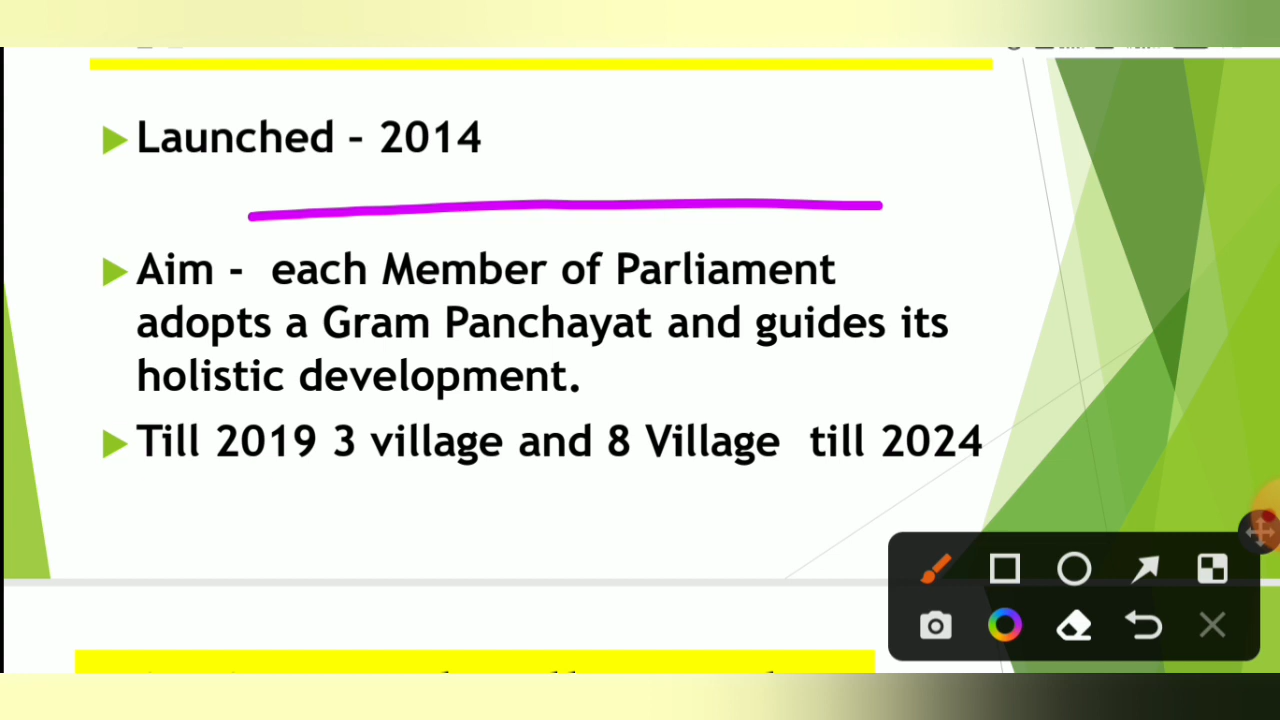 Launched - 2014
Aim - each Member of Parliament
adopts a Gram Panchayat and guides its
holistic development.
Till 2019 3 village and 8 Village till 2024